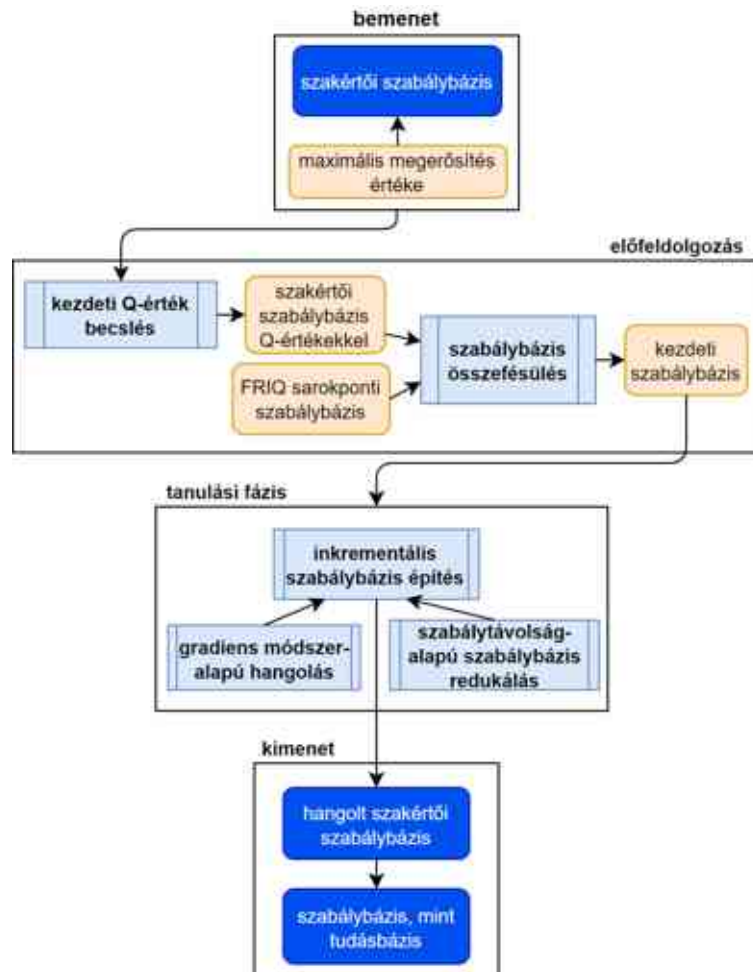 bemenet
szakértői szabálybázis
maximális megerősítés
értéke
előfeldolgozás
kezdeti Q-érték
becslés
szakértői
szabálybázis
Q-értékekkel
FRIQ sarokponti
szabálybázis
szabálybázis
összefésülés
kezdeti
szabálybázis
tanulási fázis
inkrementális
szabálybázis építés
gradiens módszer-
alapú hangolás
szabálytávolság-
alapú szabálybázis
redukálás
kimenet
hangolt szakértői
szabálybázis
szabálybázis, mint
tudásbázis